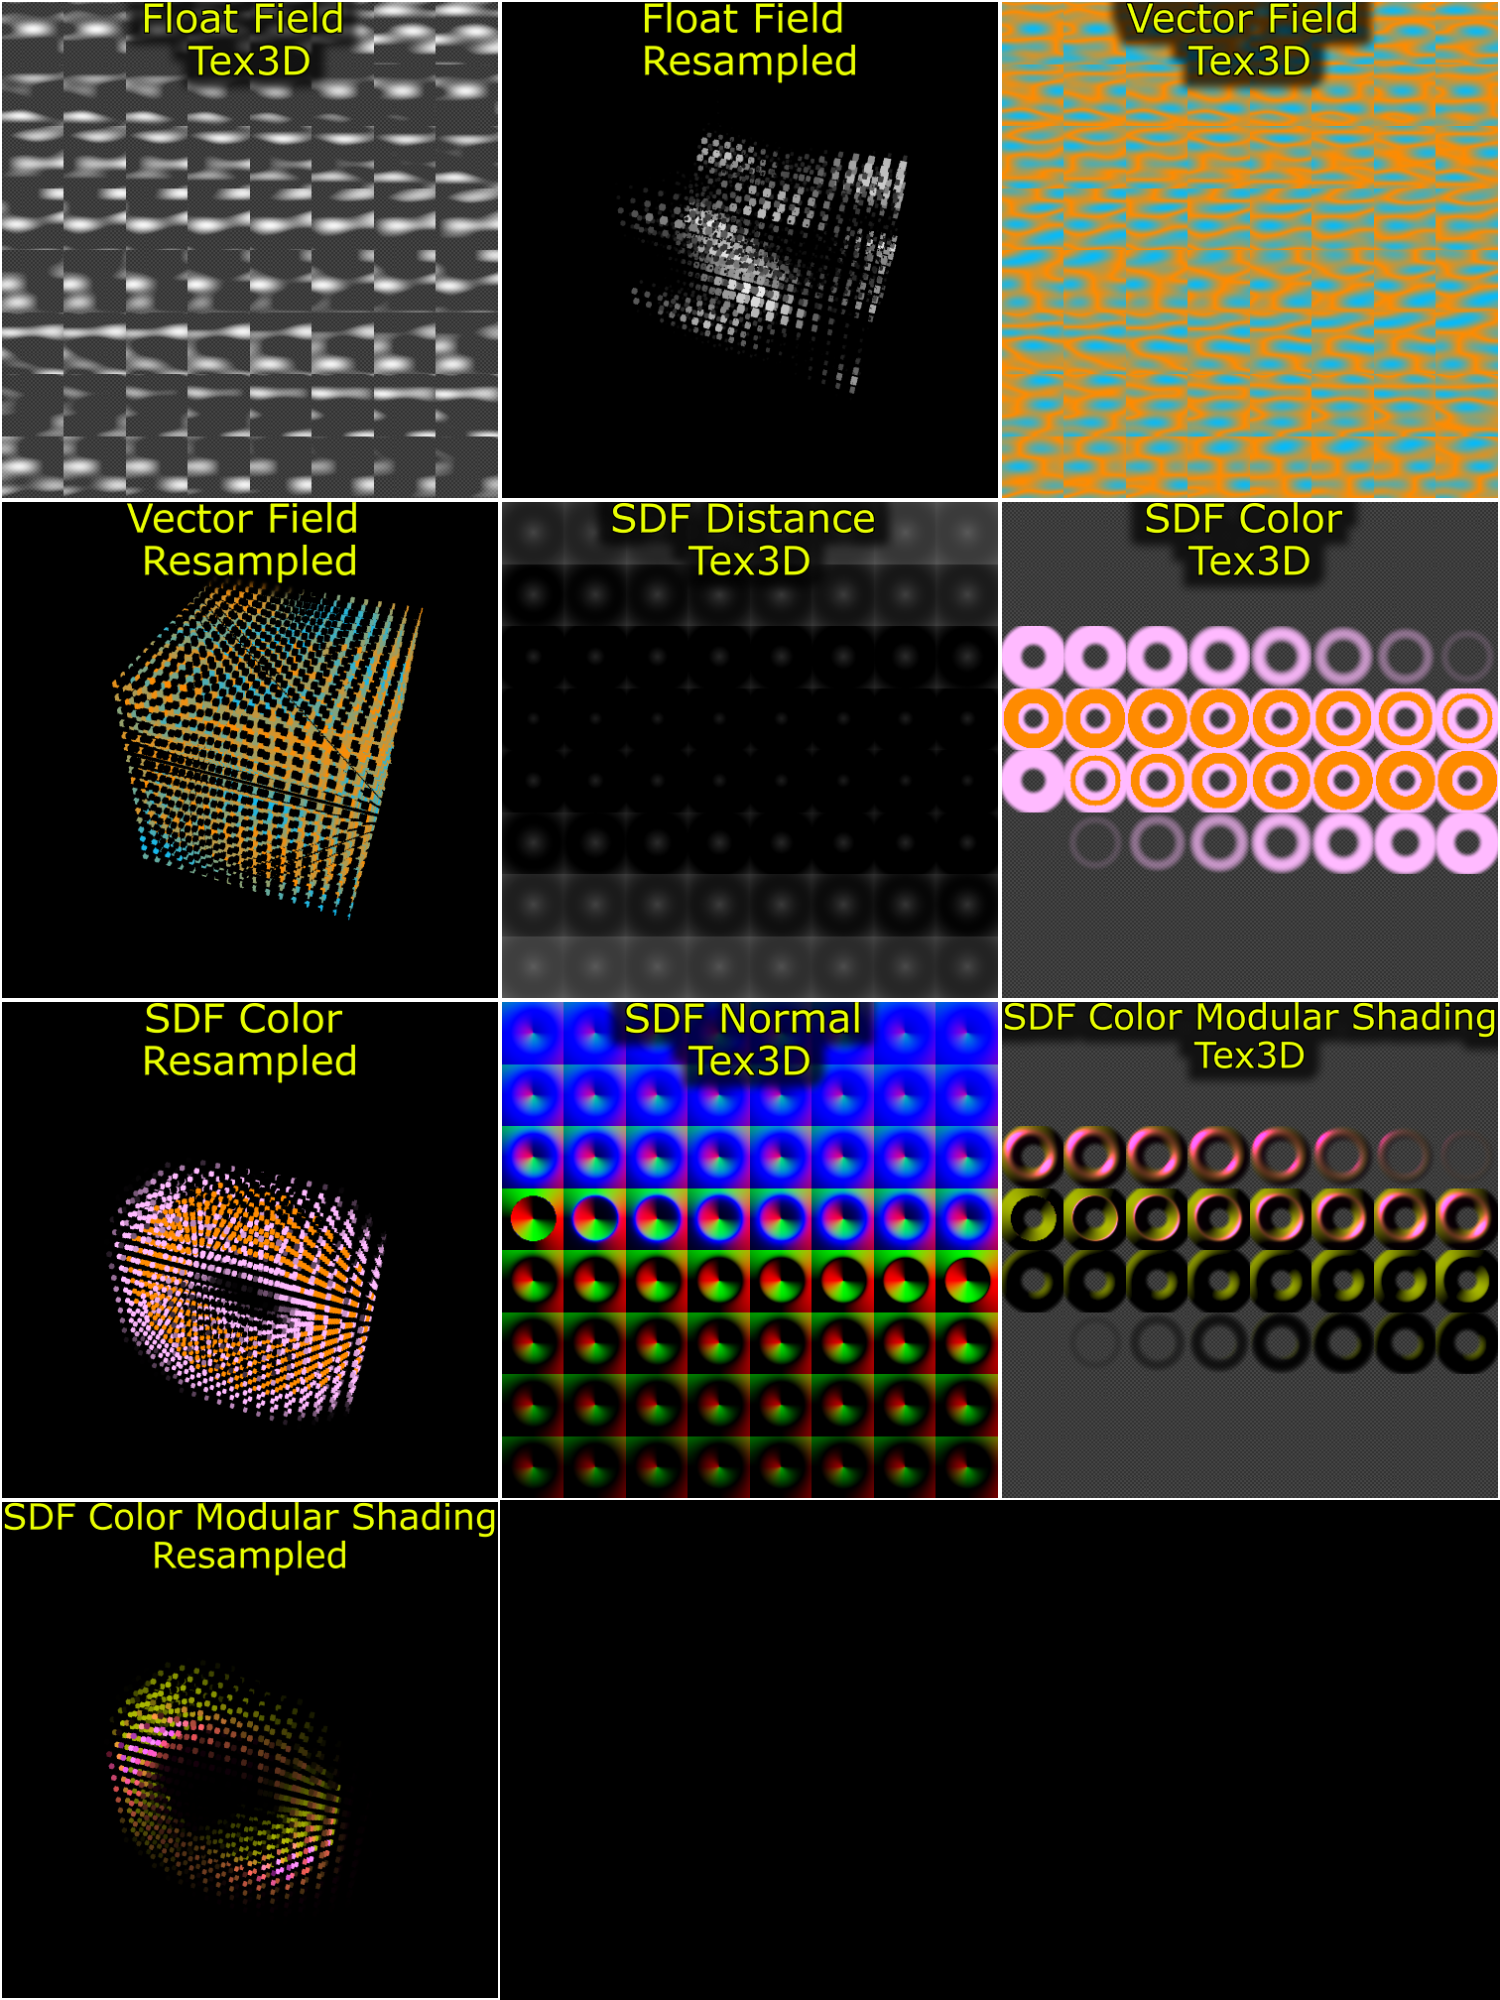 Float Field
Tex3D
Float Field
Resampled
Vector Field
Tex3D
Vector Field
Resampled
SDF Distance
Tex3D
SDF Color
Tex3D
SDF Color
Resampled
SDF Normal
Tex3D
SDF Color Modular Shading
Tex3D
SDF Color Modular Shading
Resampled